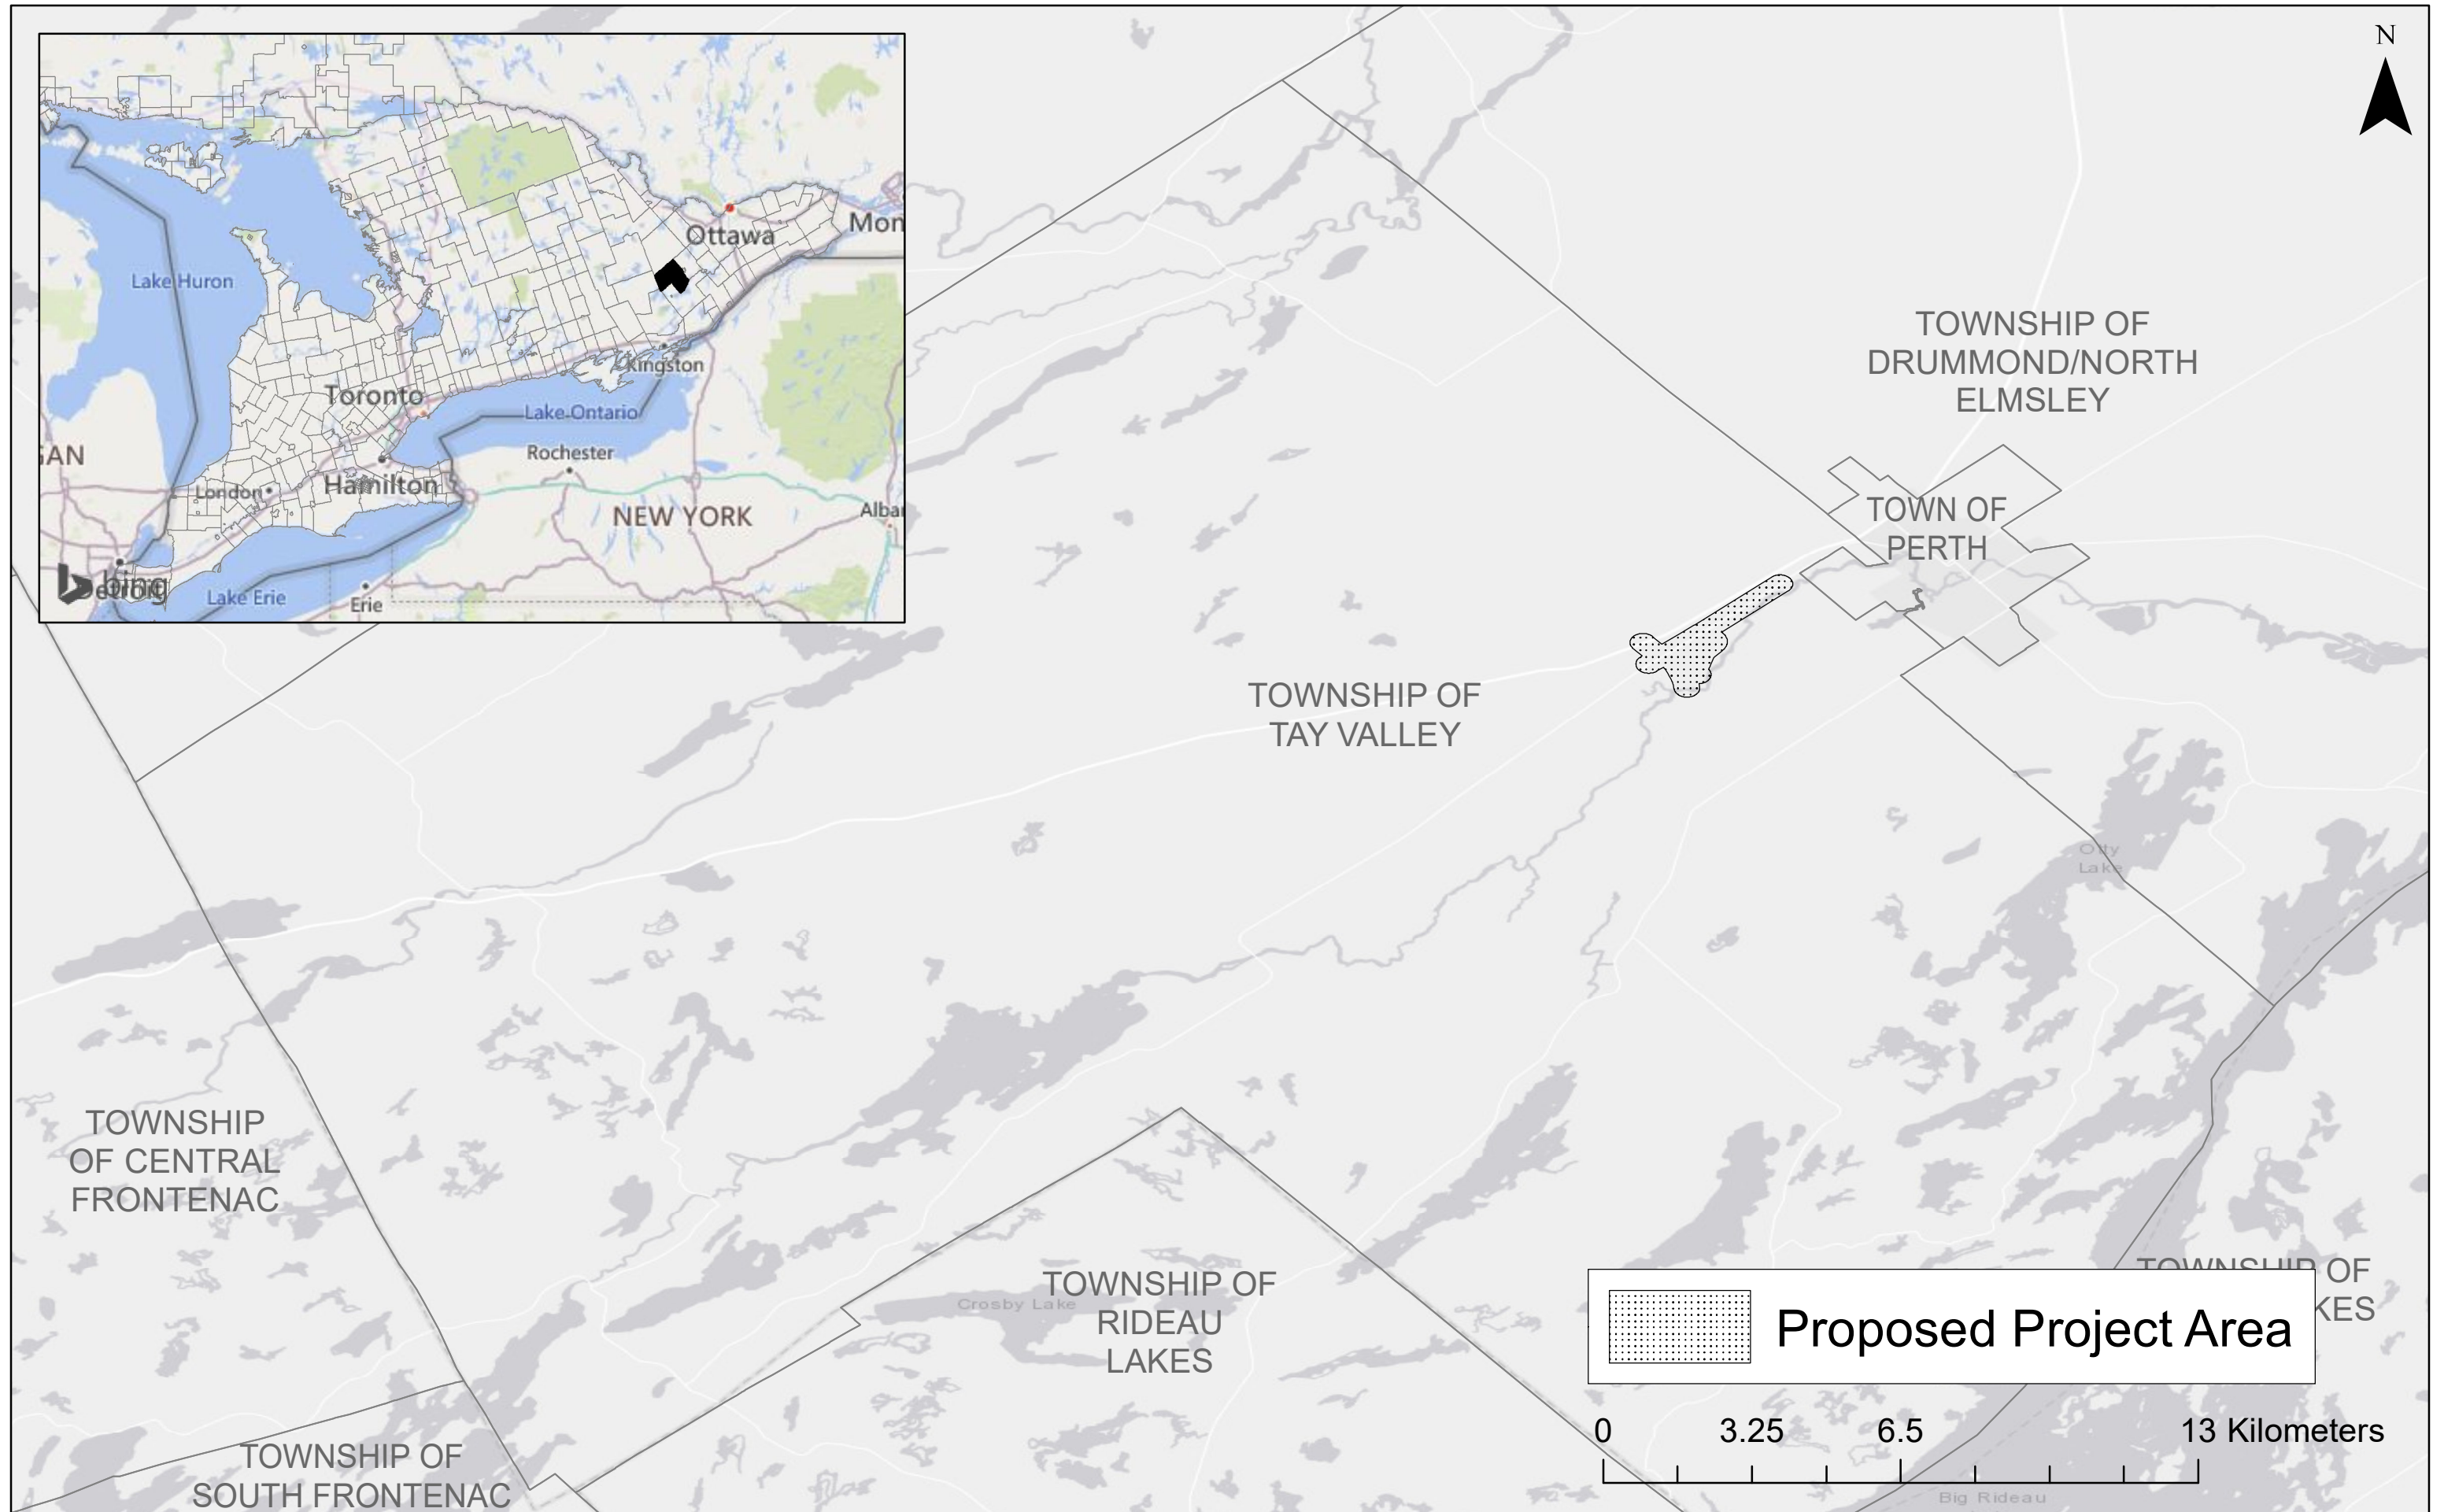 N
Lake Huron
Ottawa
Mon
Kingston
Toronto
Lake Ontario
GAN
Rochester
London
Hamilton
NEW YORK
Alba
bing
Detroit
Lake Erie
Erie
TOWNSHIP OF
DRUMMOND/NORTH
ELMSLEY
TOWN OF
PERTH
TOWNSHIP OF
TAY VALLEY
Otty
Lake
TOWNSHIP
OF CENTRAL
FRONTENAC
TOWNSHIP OF
RIDEAU
LAKES
Crosby Lake
TOWNSHIP OF
KES
Proposed Project Area
0 3.25 6.5 13 Kilometers
TOWNSHIP OF
SOUTH FRONTENAC
Big Rideau